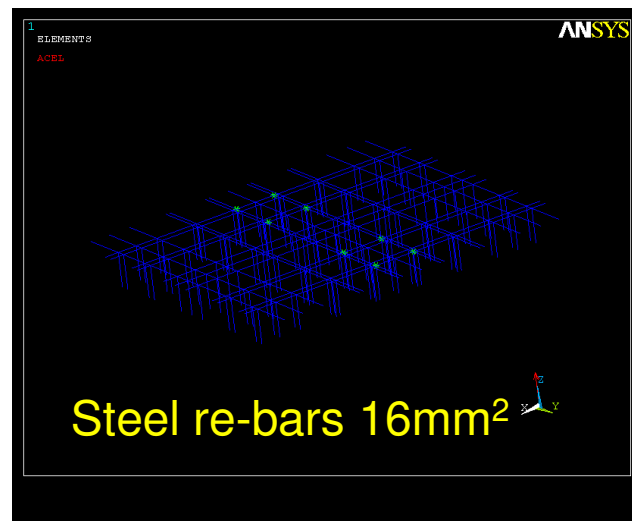 1
ELEMENTS
ACEL
ANSYS
Z
X
Y
Steel re-bars 16mm²